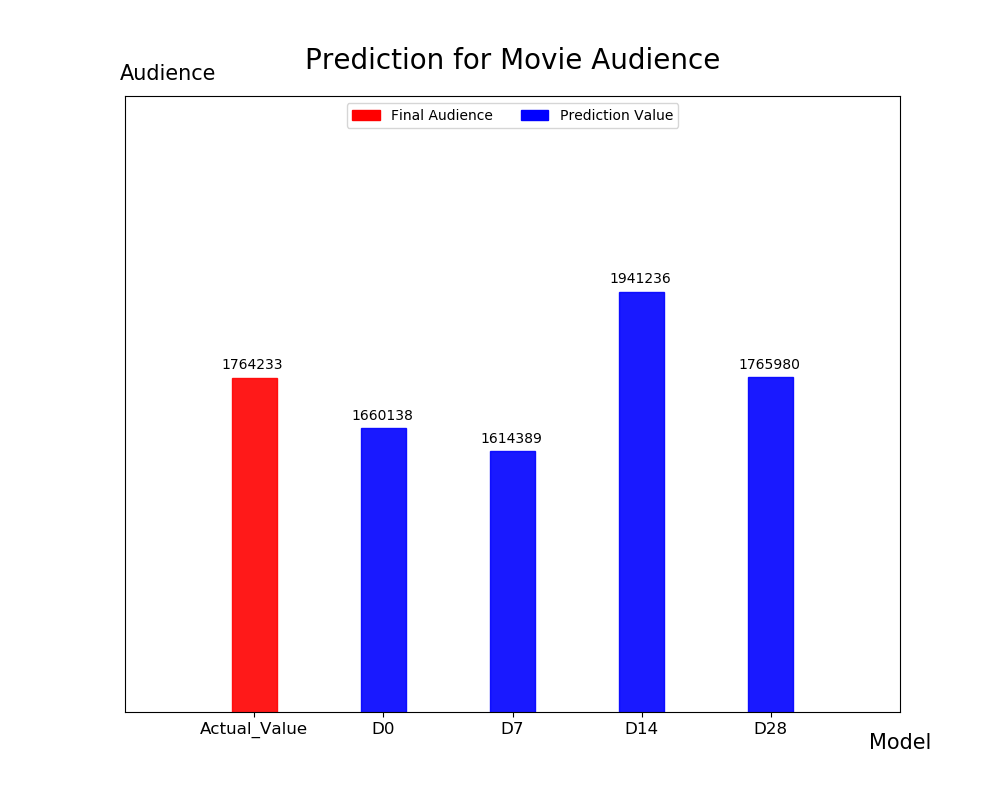 Prediction for Movie Audience
Audience
Final Audience
Prediction Value
1941236
1764233
1765980
1660138
1614389
Actual_Value
D0
D7
D14
D28
Model